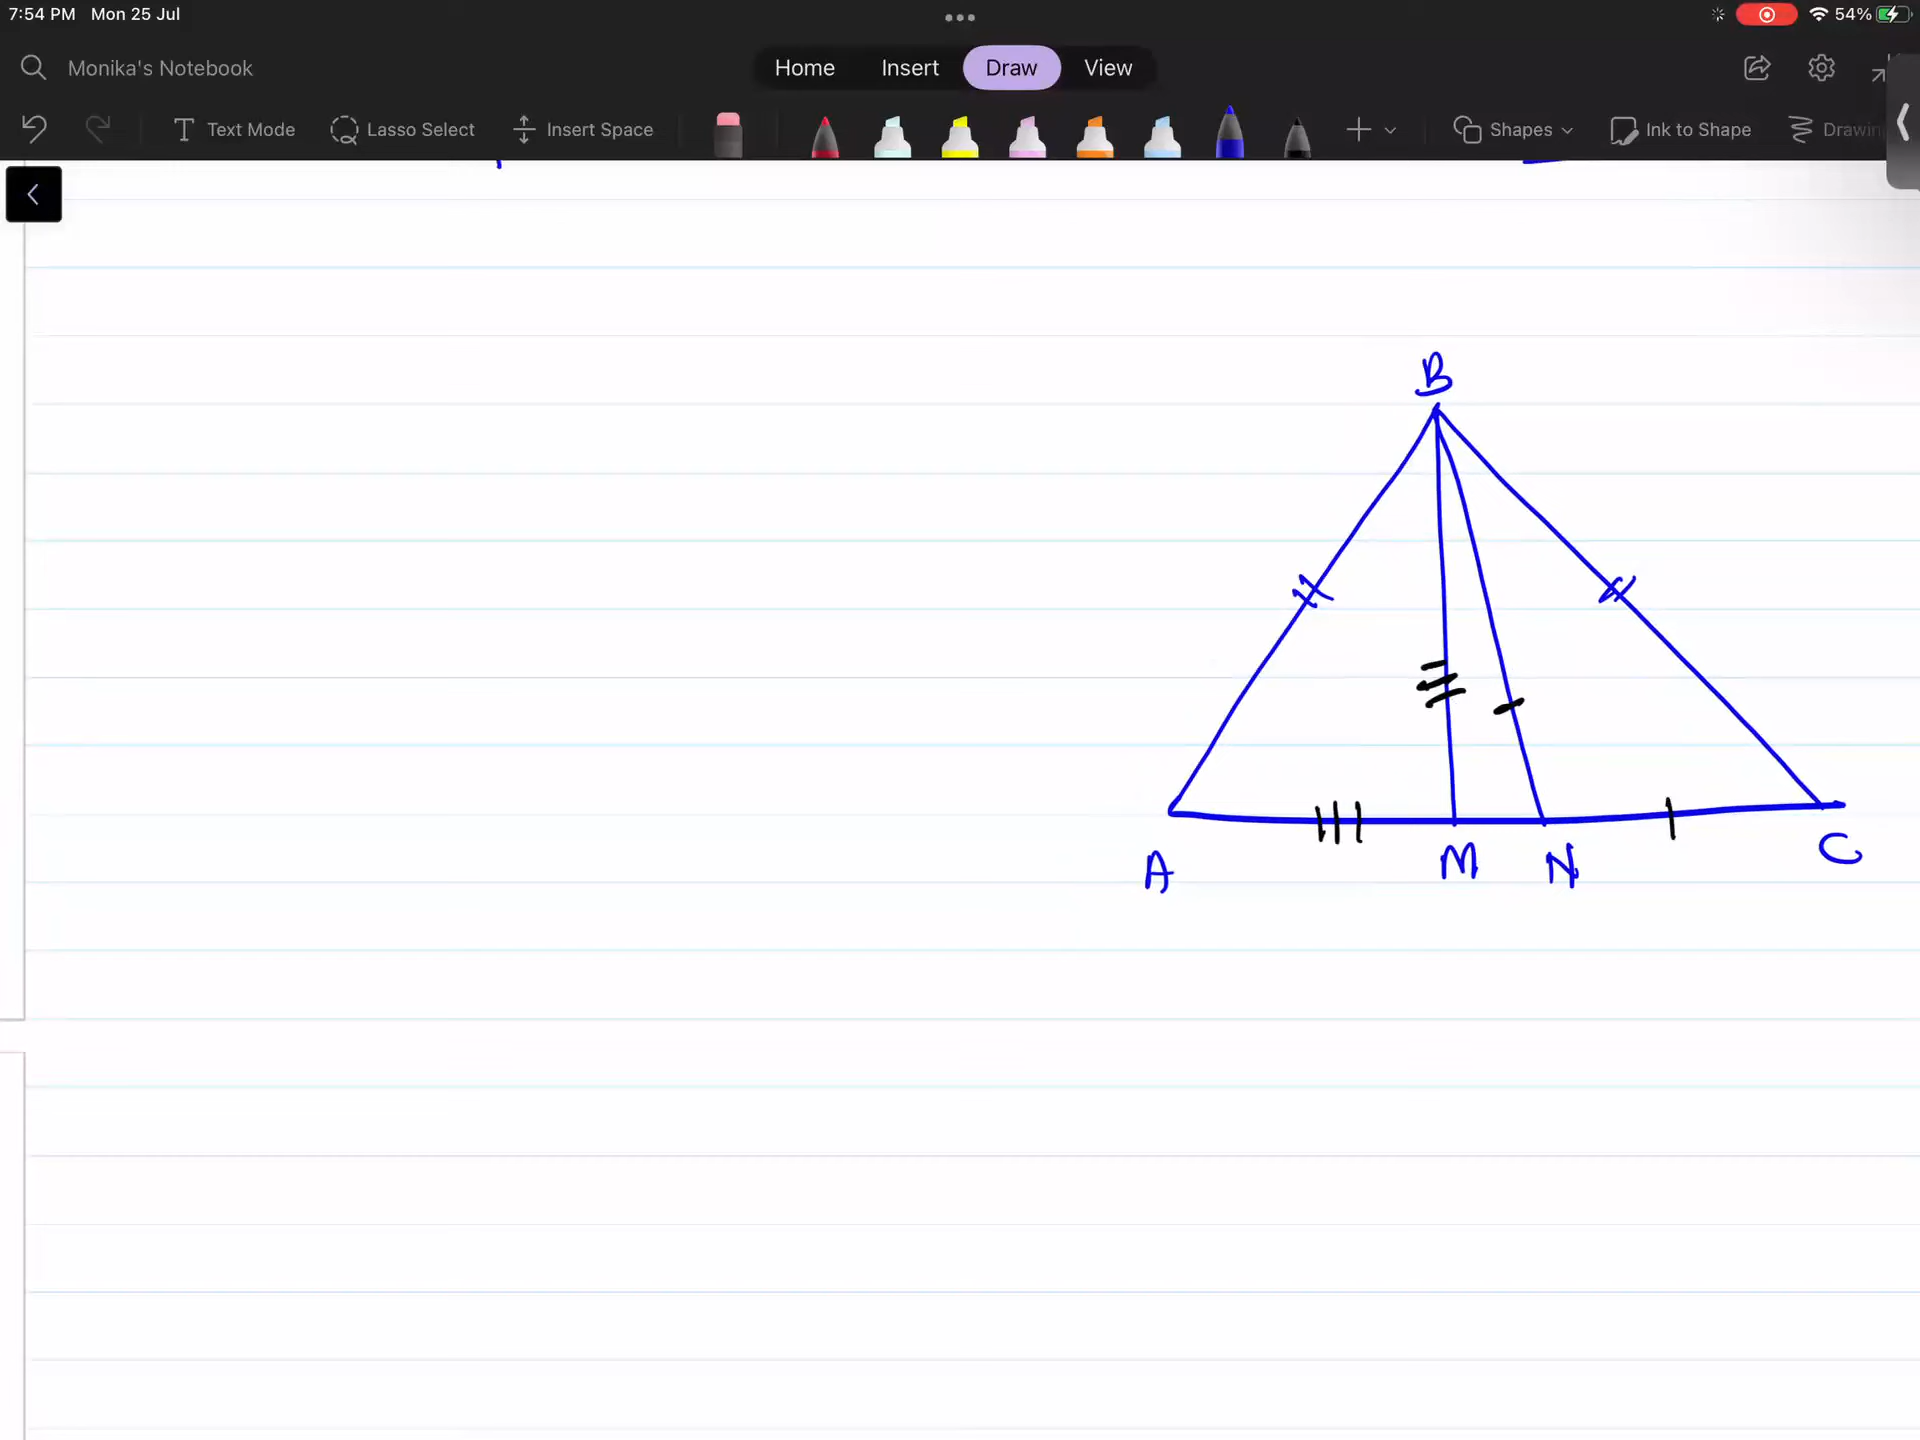 7:54 PM Mon 25 Jul
54%
Monika's Notebook
Home Insert Draw View
Text Mode Lasso Select Insert Space Shapes Ink to Shape Drawin
B
A M N C